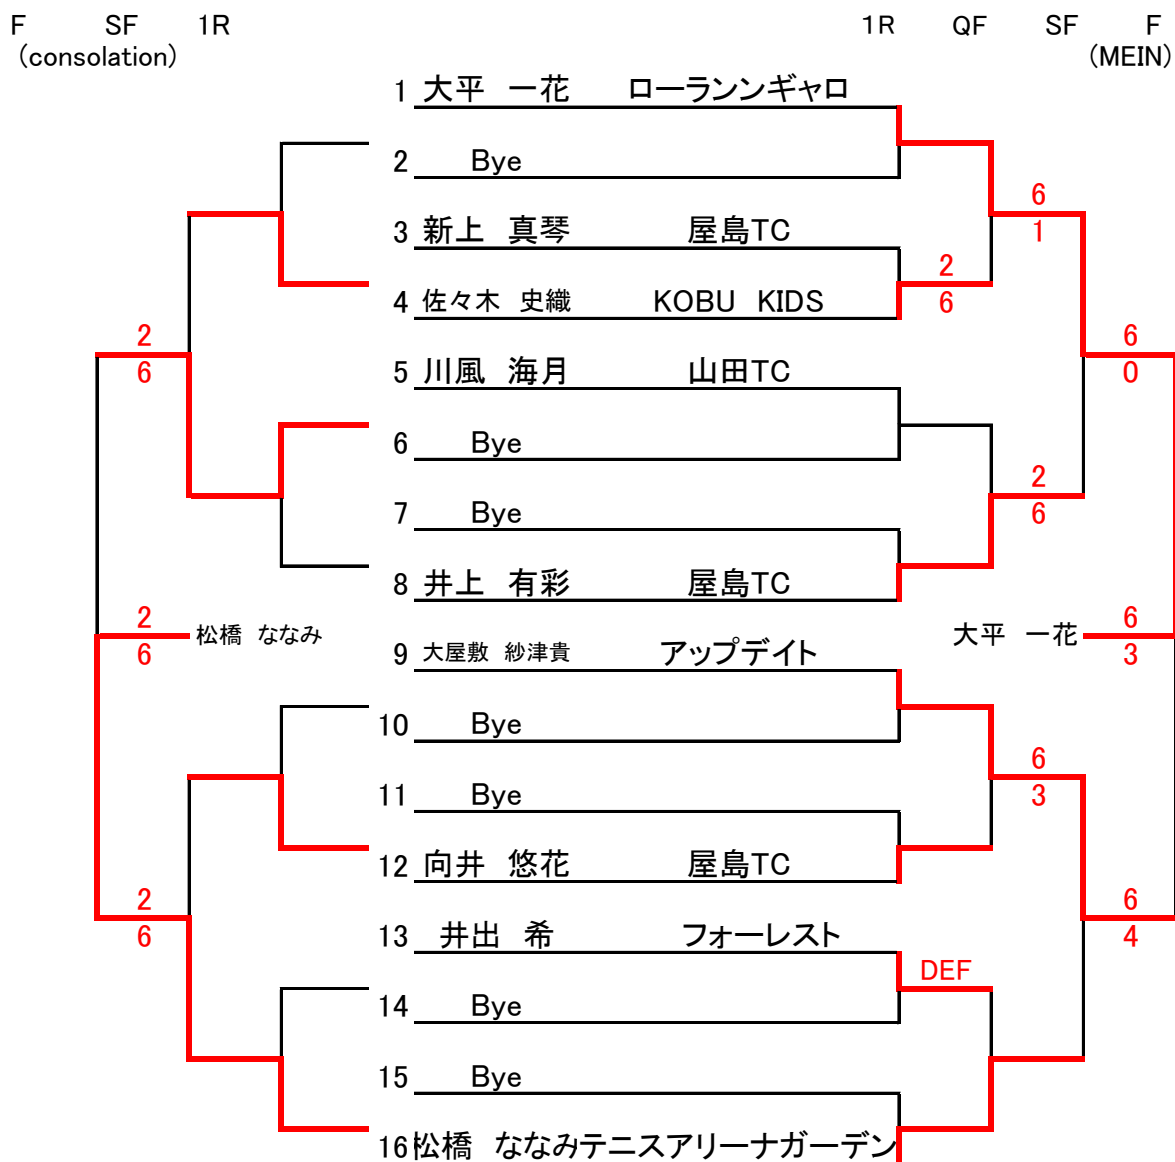 F SF 1R 1R QF SF F
(consolation) (MEIN)
1 大平 一花 ローランンギャロ
2 Bye
6
3 新上 真琴 屋島TC 1
2
4 佐々木 史織 KOBU KIDS 6
2 6
5 川風 海月 山田TC
6 0
6 Bye
2
7 Bye 6
8 井上 有彩 屋島TC
2 6
松橋 ななみ 大平 一花
6 3
9 大屋敷 紗津貴 アップデイト
10 Bye
6
11 Bye 3
12 向井 悠花 屋島TC
2 6
13 井出 希 フォーレスト
6 4
DEF
14 Bye
15 Bye
16 松橋 ななみ テニスアリーナガーデン